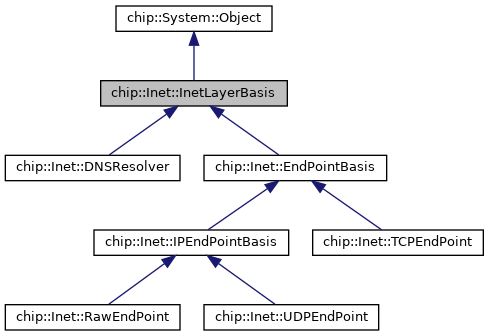 chip::System::Object
chip::Inet::InetLayerBasis
chip::Inet::DNSResolver
chip::Inet::EndPointBasis
chip::Inet::IPEndPointBasis
chip::Inet::TCPEndPoint
chip::Inet::RawEndPoint
chip::Inet::UDPEndPoint